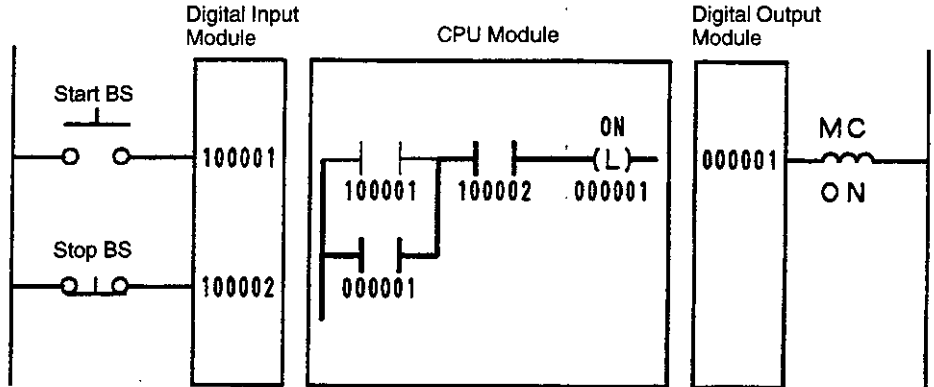 Digital Input
Module
CPU Module
Digital Output
Module
Start BS
100001
Stop BS
100002
100001
100002
ON
(L)
000001
000001
000001
MC
ON